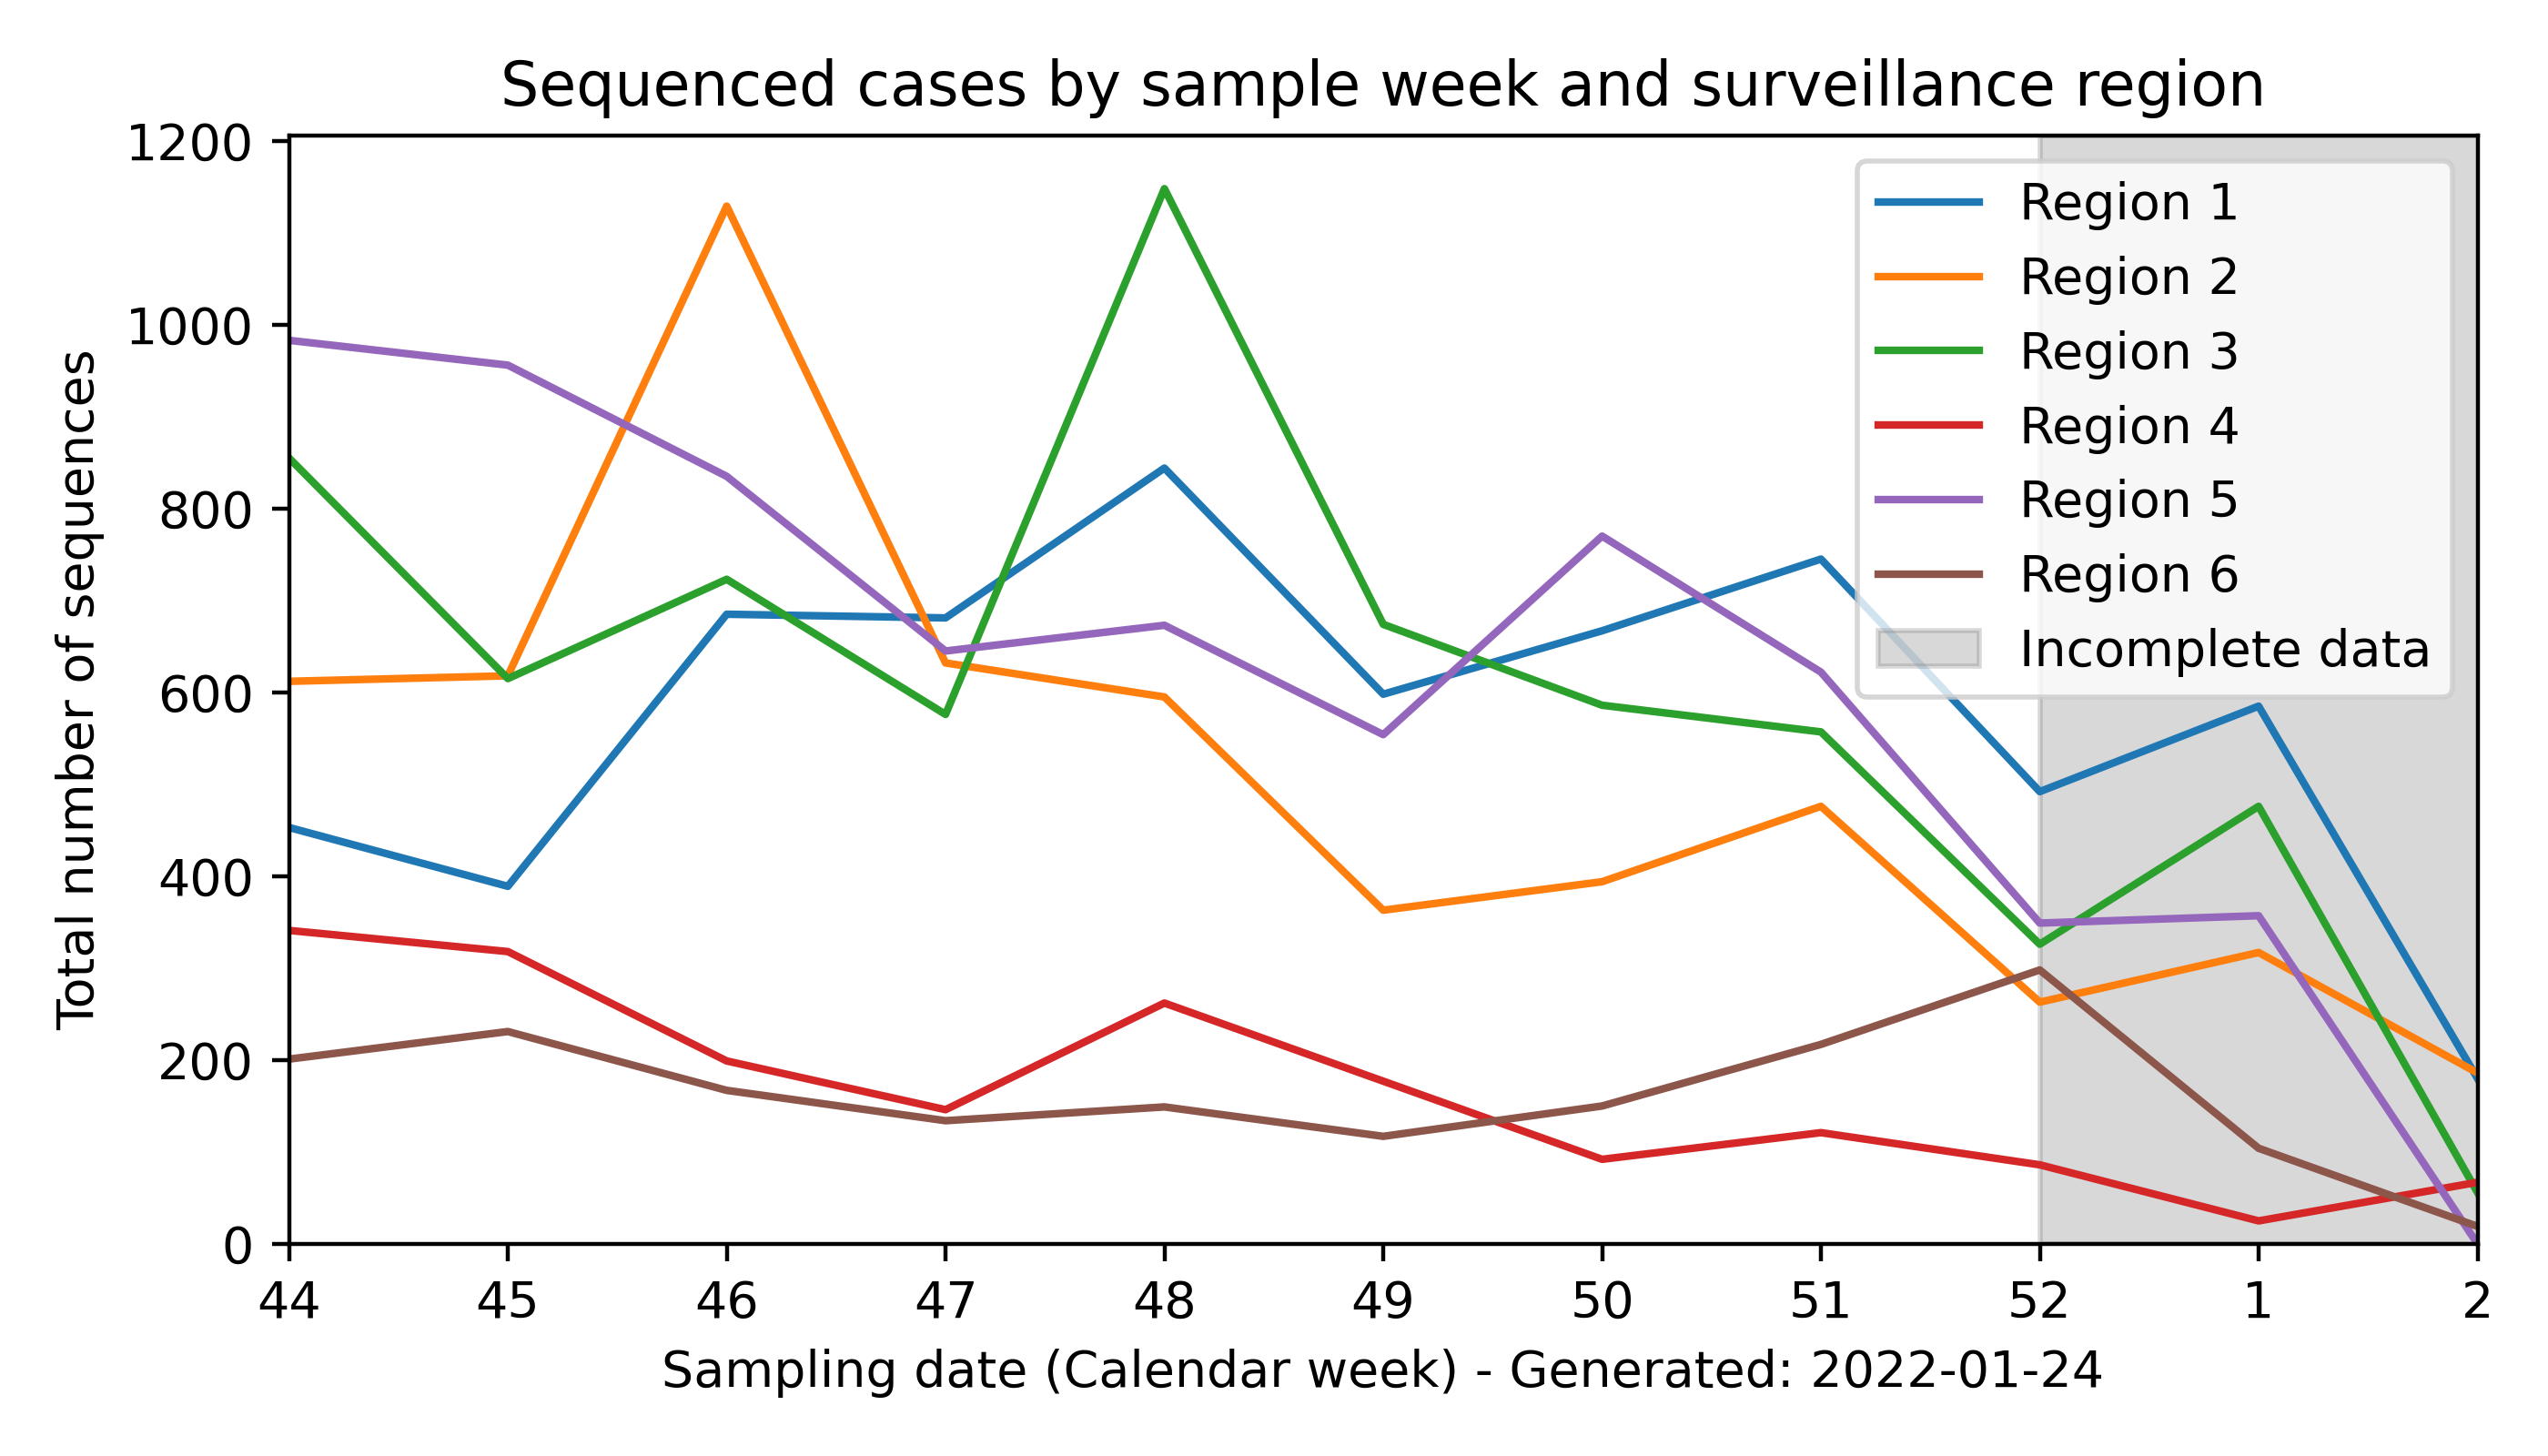 Sequenced cases by sample week and surveillance region
1200
1000
800
600
400
200
0
Total number of sequences
Region 1
Region 2
Region 3
Region 4
Region 5
Region 6
Incomplete data
44 45 46 47 48 49 50 51 52 1 2
Sampling date (Calendar week) - Generated: 2022-01-24